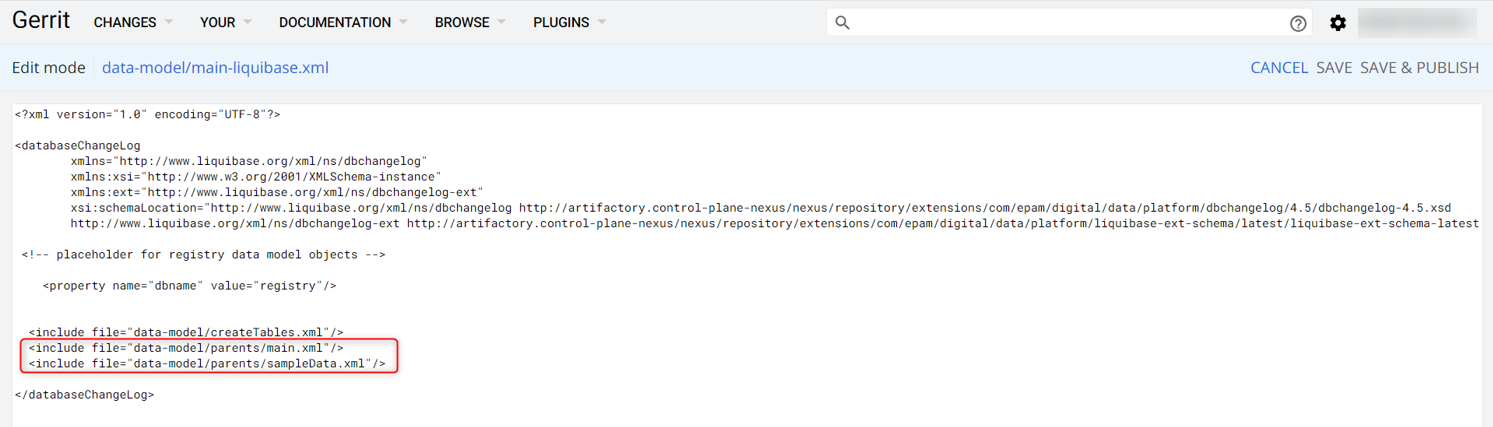 Gerrit CHANGES YOUR DOCUMENTATION BROWSE PLUGINS
Edit mode data-model/main-liquibase.xml CANCEL SAVE SAVE & PUBLISH
<?xml version="1.0" encoding="UTF-8"?>
<databaseChangeLog
xmlns="http://www.liquibase.org/xml/ns/dbchangelog"
xmlns:xsi="http://www.w3.org/2001/XMLSchema-instance"
xmlns:ext="http://www.liquibase.org/xml/ns/dbchangelog-ext"
xsi:schemaLocation="http://www.liquibase.org/xml/ns/dbchangelog http://artifactory.control-plane-nexus/nexus/repository/extensions/com/epam/digital/data/platform/dbchangelog/4.5/dbchangelog-4.5.xsd
http://www.liquibase.org/xml/ns/dbchangelog-ext http://artifactory.control-plane-nexus/nexus/repository/extensions/com/epam/digital/data/platform/liquibase-ext-schema/latest/liquibase-ext-schema-latest
<!-- placeholder for registry data model objects -->
<property name="dbname" value="registry"/>
<include file="data-model/createTables.xml"/>
<include file="data-model/parents/main.xml"/>
<include file="data-model/parents/sampleData.xml"/>
</databaseChangeLog>